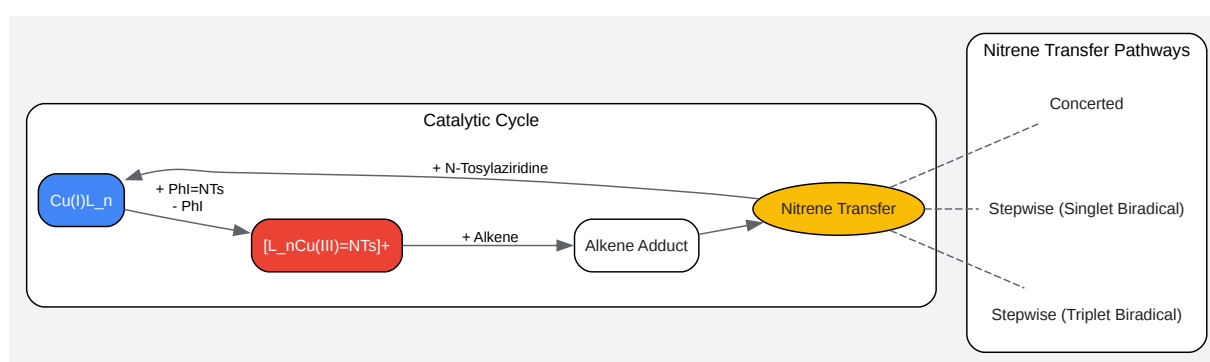 Nitrene Transfer Pathways
Concerted
Catalytic Cycle
+ N-Tosylaziridine
+ PhI=NTs
- PhI
Cu(I)L_n
Nitrene Transfer
Stepwise (Singlet Biradical)
[L_nCu(III)=NTs]+
+ Alkene
Alkene Adduct
Stepwise (Triplet Biradical)